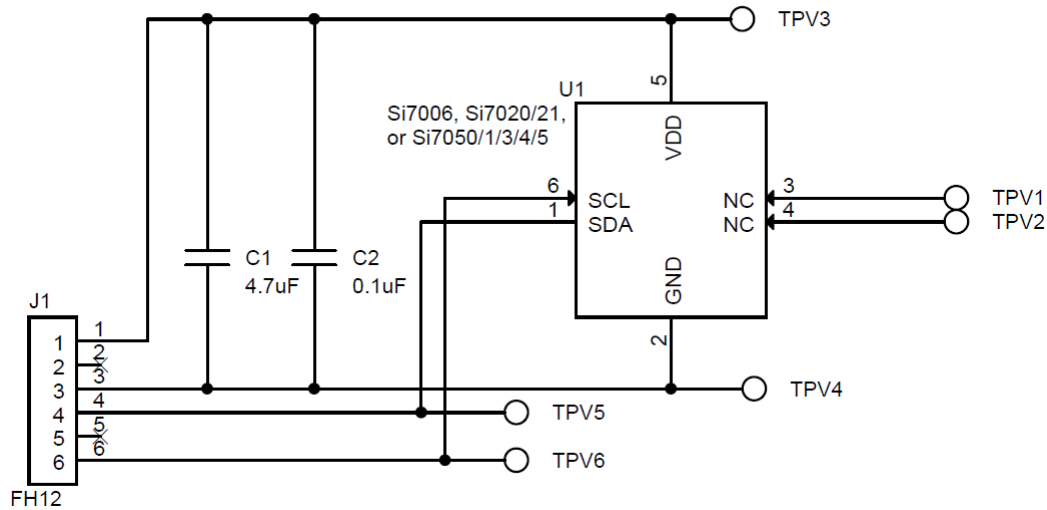 TPV3
5
U1
Si7006, Si7020/21,
or Si7050/1/3/4/5
VDD
6
SCL
NC
3
TPV1
1
SDA
NC
4
TPV2
C1
4.7uF
C2
0.1uF
GND
2
J1
1
1
2
2
3
3
TPV4
4
4
TPV5
5
5
6
6
TPV6
FH12